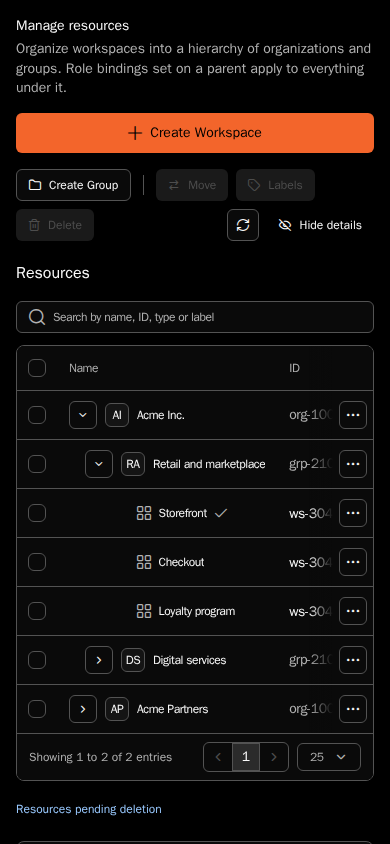 Manage resources
Organize workspaces into a hierarchy of organizations and
groups. Role bindings set on a parent apply to everything
under it.
Create Workspace
Create Group
Move
Labels
Delete
Hide details
Resources
Search by name, ID, type or label
Name ID
AI Acme Inc. org-100
RA Retail and marketplace grp-210
Storefront ws-304
Checkout ws-304
Loyalty program ws-304
DS Digital services grp-210
AP Acme Partners org-100
Showing 1 to 2 of 2 entries 1 25
Resources pending deletion